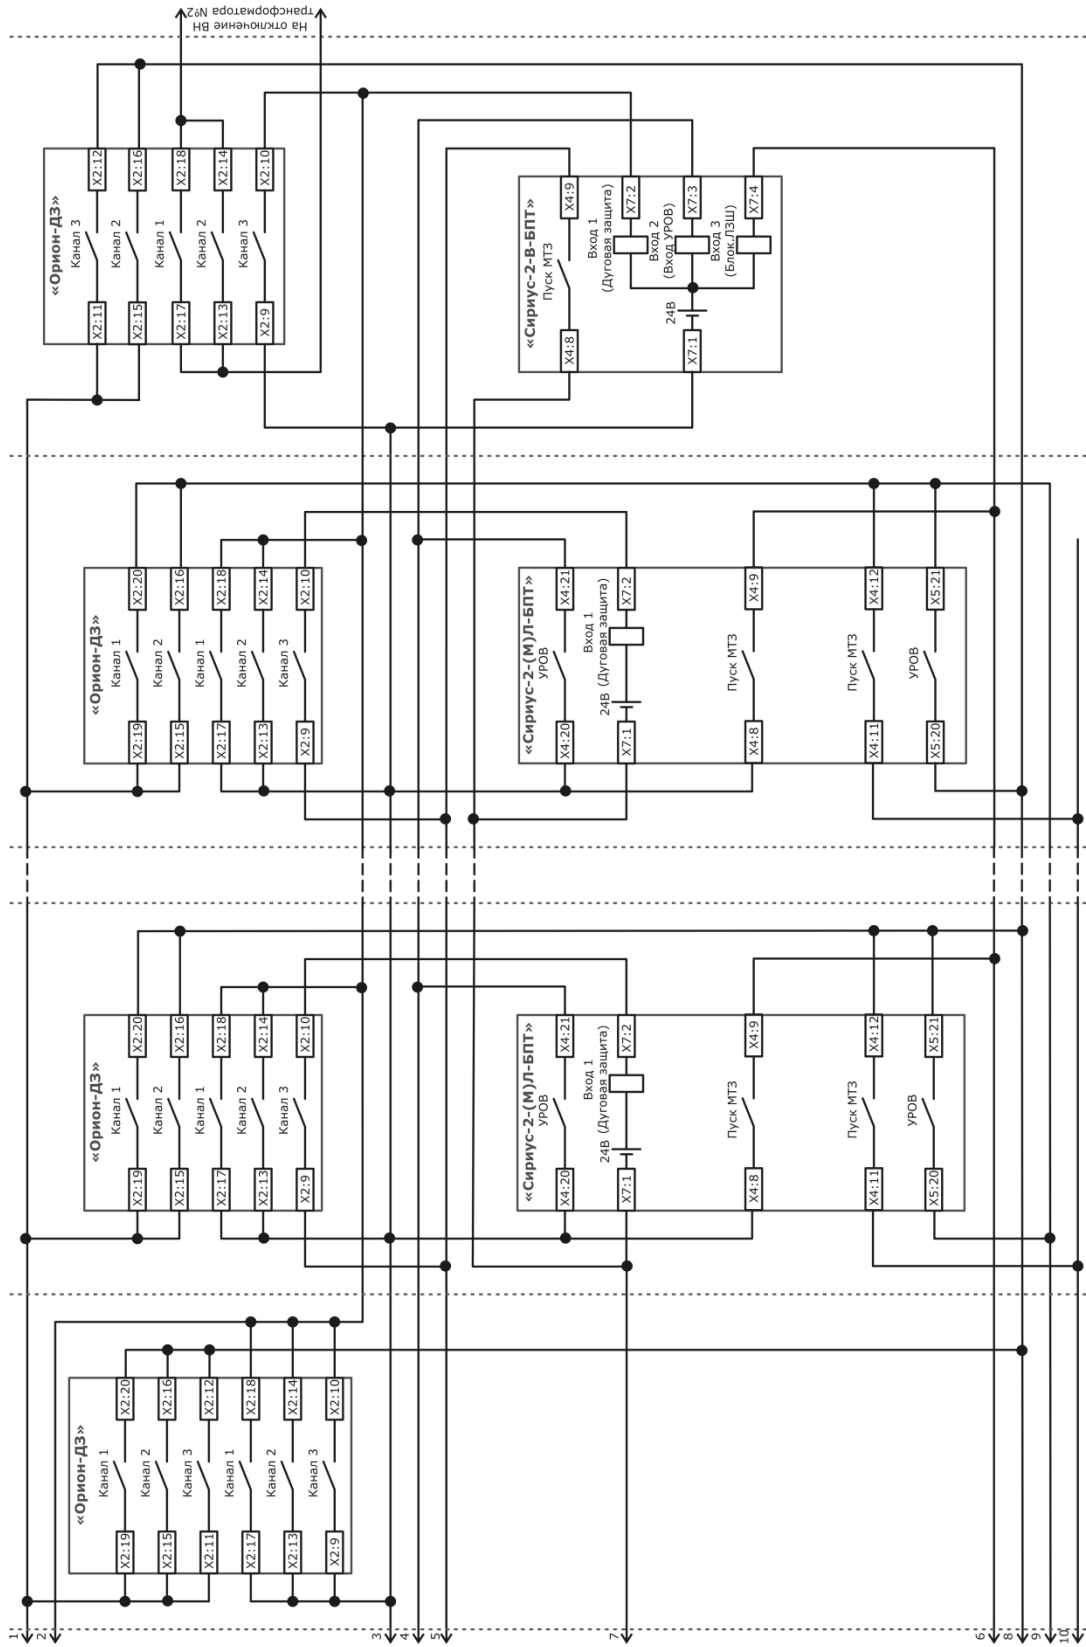 На отключение ВН
трансформатора №2
«Орион-ДЗ»
X2:11
Канал 3
X2:12
X2:15
Канал 2
X2:16
X2:17
Канал 1
X2:18
X2:13
Канал 2
X2:14
X2:9
Канал 3
X2:10
«Сириус-2-В-БПТ»
X4:8
Пуск МТЗ
X4:9
Вход 1
(Дуговая защита)
X7:2
X7:1
24В
Вход 2
(Вход УРОВ)
X7:3
Вход 3
(Блок.ЛЗШ)
X7:4
«Орион-ДЗ»
X2:19
Канал 1
X2:20
X2:15
Канал 2
X2:16
X2:17
Канал 1
X2:18
X2:13
Канал 2
X2:14
X2:9
Канал 3
X2:10
«Сириус-2-(М)Л-БПТ»
X4:20
УРОВ
X4:21
Вход 1
X7:1
24В (Дуговая защита)
X7:2
X4:8
Пуск МТЗ
X4:9
X4:11
Пуск МТЗ
X4:12
X5:20
УРОВ
X5:21
«Орион-ДЗ»
X2:19
Канал 1
X2:20
X2:15
Канал 2
X2:16
X2:17
Канал 1
X2:18
X2:13
Канал 2
X2:14
X2:9
Канал 3
X2:10
«Сириус-2-(М)Л-БПТ»
X4:20
УРОВ
X4:21
Вход 1
X7:1
24В (Дуговая защита)
X7:2
X4:8
Пуск МТЗ
X4:9
X4:11
Пуск МТЗ
X4:12
X5:20
УРОВ
X5:21
«Орион-ДЗ»
X2:19
Канал 1
X2:20
X2:15
Канал 2
X2:16
X2:11
Канал 3
X2:12
X2:17
Канал 1
X2:18
X2:13
Канал 2
X2:14
X2:9
Канал 3
X2:10
1
2
3
4
5
7
6
8
9
10